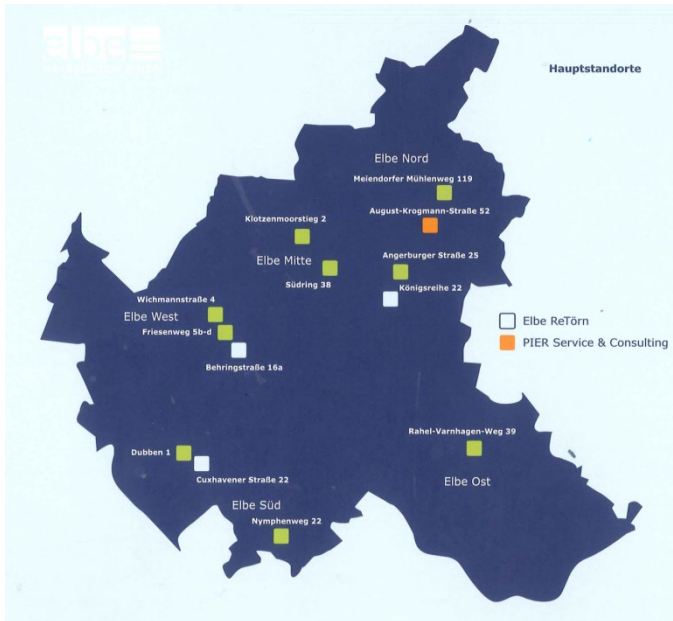 elbe
Hauptstandorte
Elbe Nord
Meiendorfer Mühlenweg 119
August-Krogmann-Straße 52
Klotzenmoorstieg 2
Angerburger Straße 25
Elbe Mitte
Südring 38
Königsreihe 22
Wichmannstraße 4
Elbe West
Friesenweg 5b-d
Behringstraße 16a
Elbe ReTörn
PIER Service & Consulting
Rahel-Varnhagen-Weg 39
Dubben 1
Cuxhavener Straße 22
Elbe Ost
Elbe Süd
Nymphenweg 22